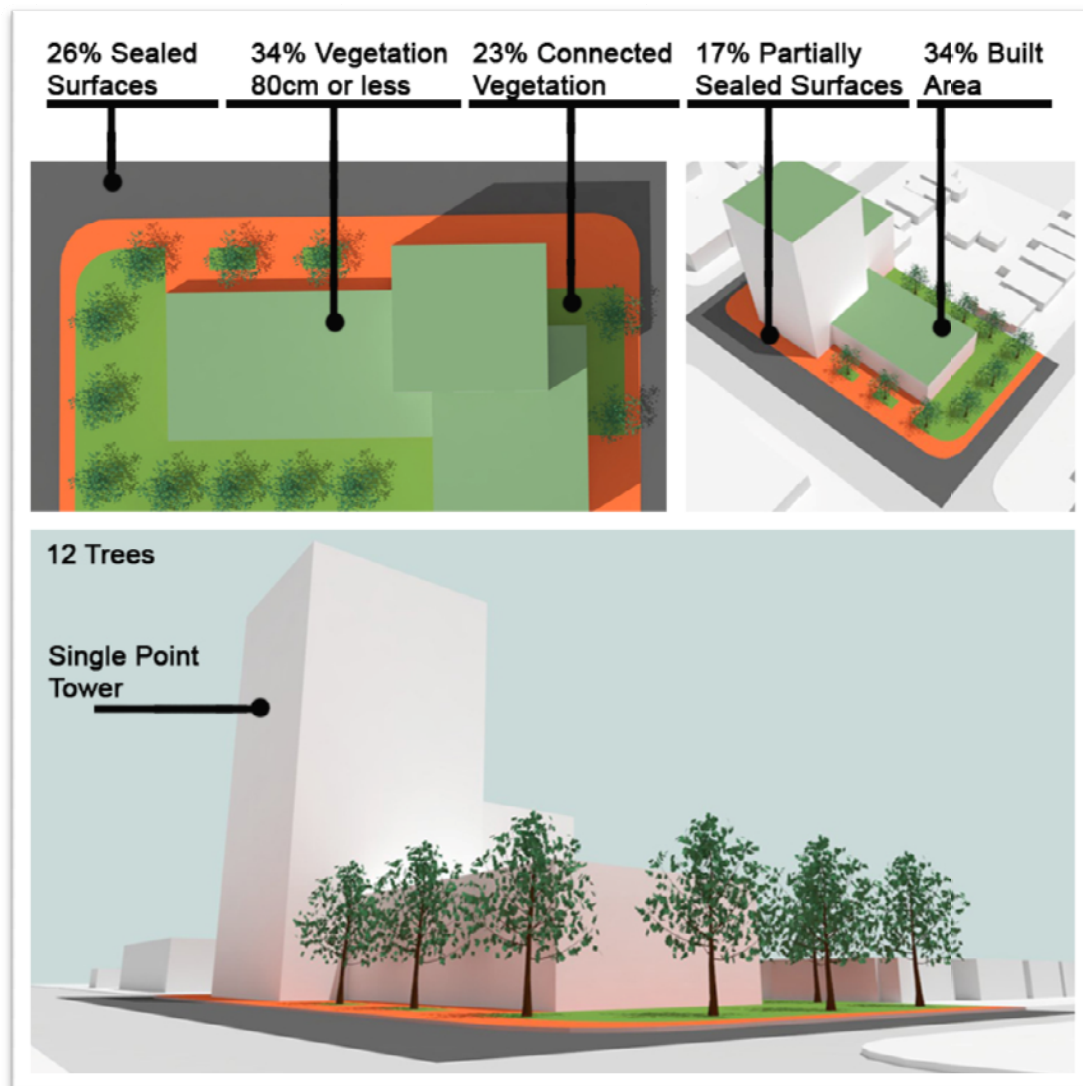 26% Sealed
Surfaces
34% Vegetation
80cm or less
23% Connected
Vegetation
17% Partially
Sealed Surfaces
34% Built
Area
12 Trees
Single Point
Tower